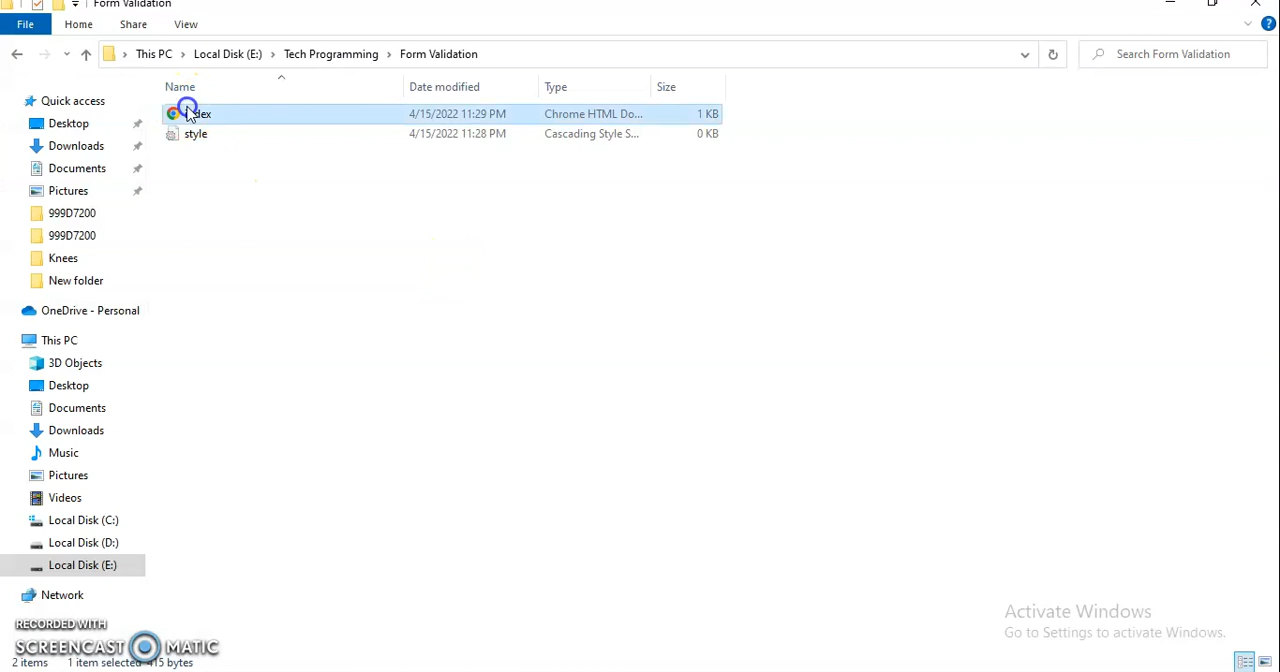 Form Validation
File Home Share View
This PC Local Disk (E:) Tech Programming Form Validation Search Form Validation
Name Date modified Type Size
dex 4/15/2022 11:29 PM Chrome HTML Do... 1 KB
style 4/15/2022 11:28 PM Cascading Style S... 0 KB
Quick access
Desktop
Downloads
Documents
Pictures
999D7200
999D7200
Knees
New folder
OneDrive - Personal
This PC
3D Objects
Desktop
Documents
Downloads
Music
Pictures
Videos
Local Disk (C:)
Local Disk (D:)
Local Disk (E:)
Network
Activate Windows
Go to Settings to activate Windows.
RECORDED WITH
SCREENCAST MATIC
2 items 1 item selected 415 bytes